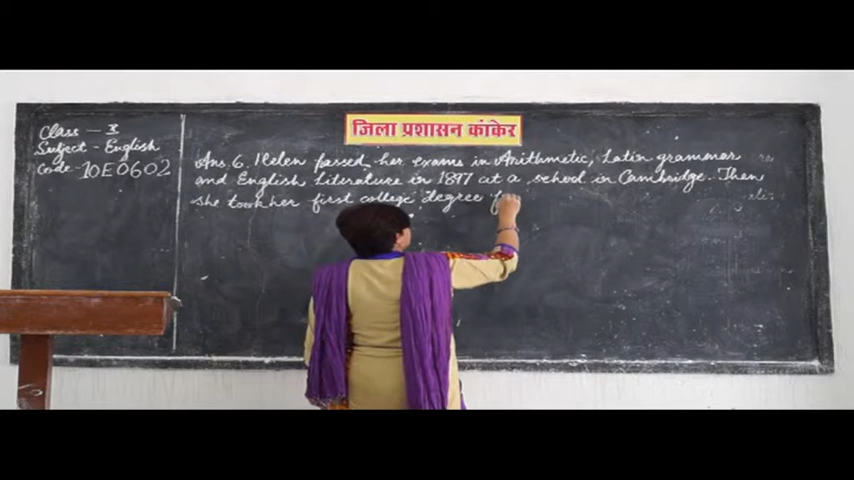 जिला प्रशासन कांकेर
Class - X
Subject - English
Code - 10E0602
Ans. 6. Helen passed her exams in Arithmetic, Latin grammar
and English Literature in 1897 at a school in Cambridge. Then
she took her first college degree